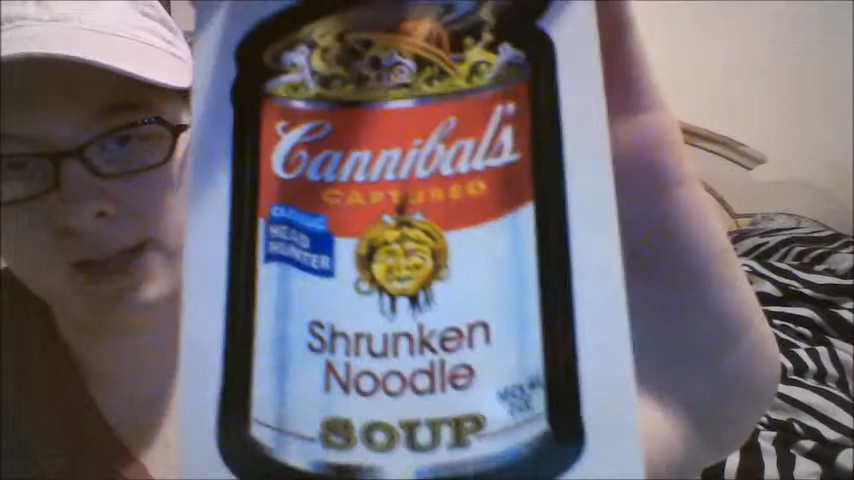 Cannibal's
CAPTURED
CLASSIC
HEAD
HUNTER
Shrunken
Noodle
SOUP